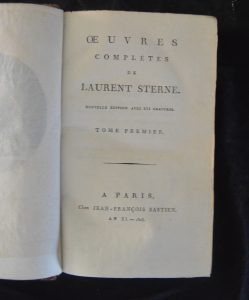 ŒUVRES
COMPLETES
DE
LAURENT STERNE.
NOUVELLE ÉDITION AVEC XVI GRAVURES.
TOME PREMIER.
A PARIS,
Chez JEAN-FRANÇOIS BASTIEN.
AN XI. — 1803.